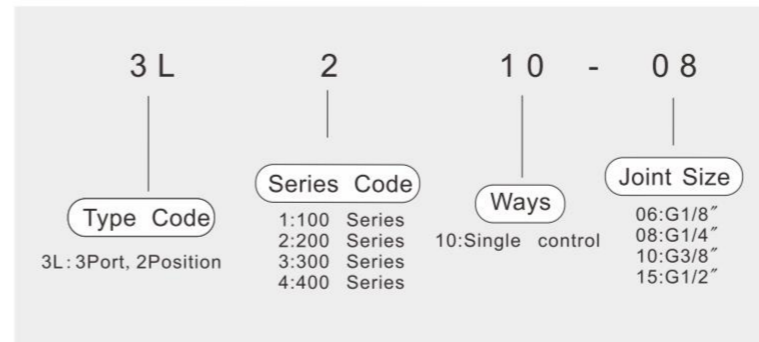 3L 2 10 - 08
Type Code
3L: 3Port, 2Position
Series Code
1:100 Series
2:200 Series
3:300 Series
4:400 Series
Ways
10:Single control
Joint Size
06:G1/8″
08:G1/4″
10:G3/8″
15:G1/2″